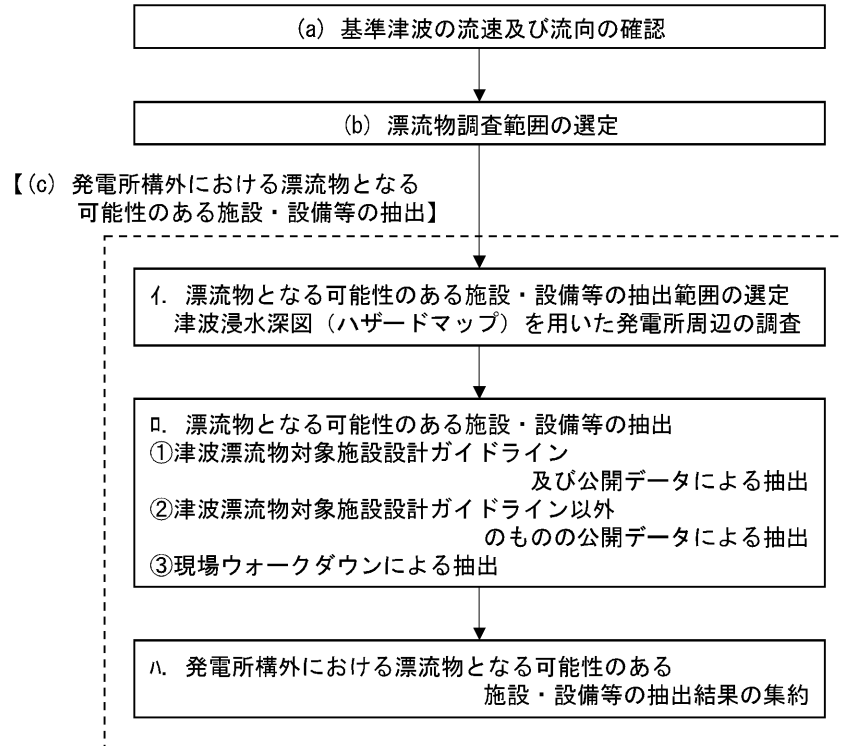 (a) 基準津波の流速及び流向の確認
(b) 漂流物調査範囲の選定
【(c) 発電所構外における漂流物となる
可能性のある施設・設備等の抽出】
ｲ. 漂流物となる可能性のある施設・設備等の抽出範囲の選定
津波浸水深図（ハザードマップ）を用いた発電所周辺の調査
ﾛ. 漂流物となる可能性のある施設・設備等の抽出
①津波漂流物対象施設設計ガイドライン
及び公開データによる抽出
②津波漂流物対象施設設計ガイドライン以外
のものの公開データによる抽出
③現場ウォークダウンによる抽出
ﾊ. 発電所構外における漂流物となる可能性のある
施設・設備等の抽出結果の集約